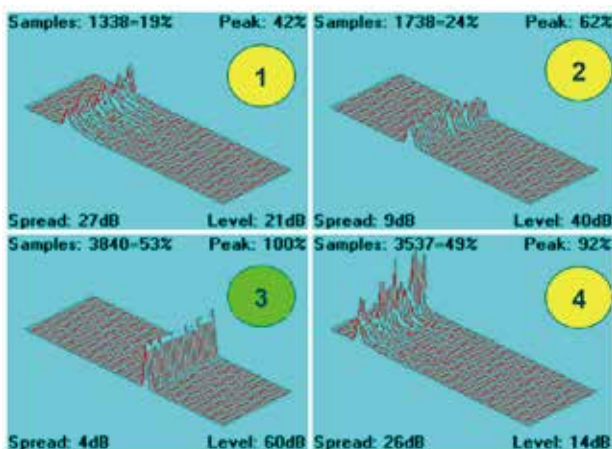 Samples: 1338=19% Peak: 42%
1
Spread: 27dB Level: 21dB
Samples: 1738=24% Peak: 62%
2
Spread: 9dB Level: 40dB
Samples: 3840=53% Peak: 100%
3
Spread: 4dB Level: 60dB
Samples: 3537=49% Peak: 92%
4
Spread: 26dB Level: 14dB